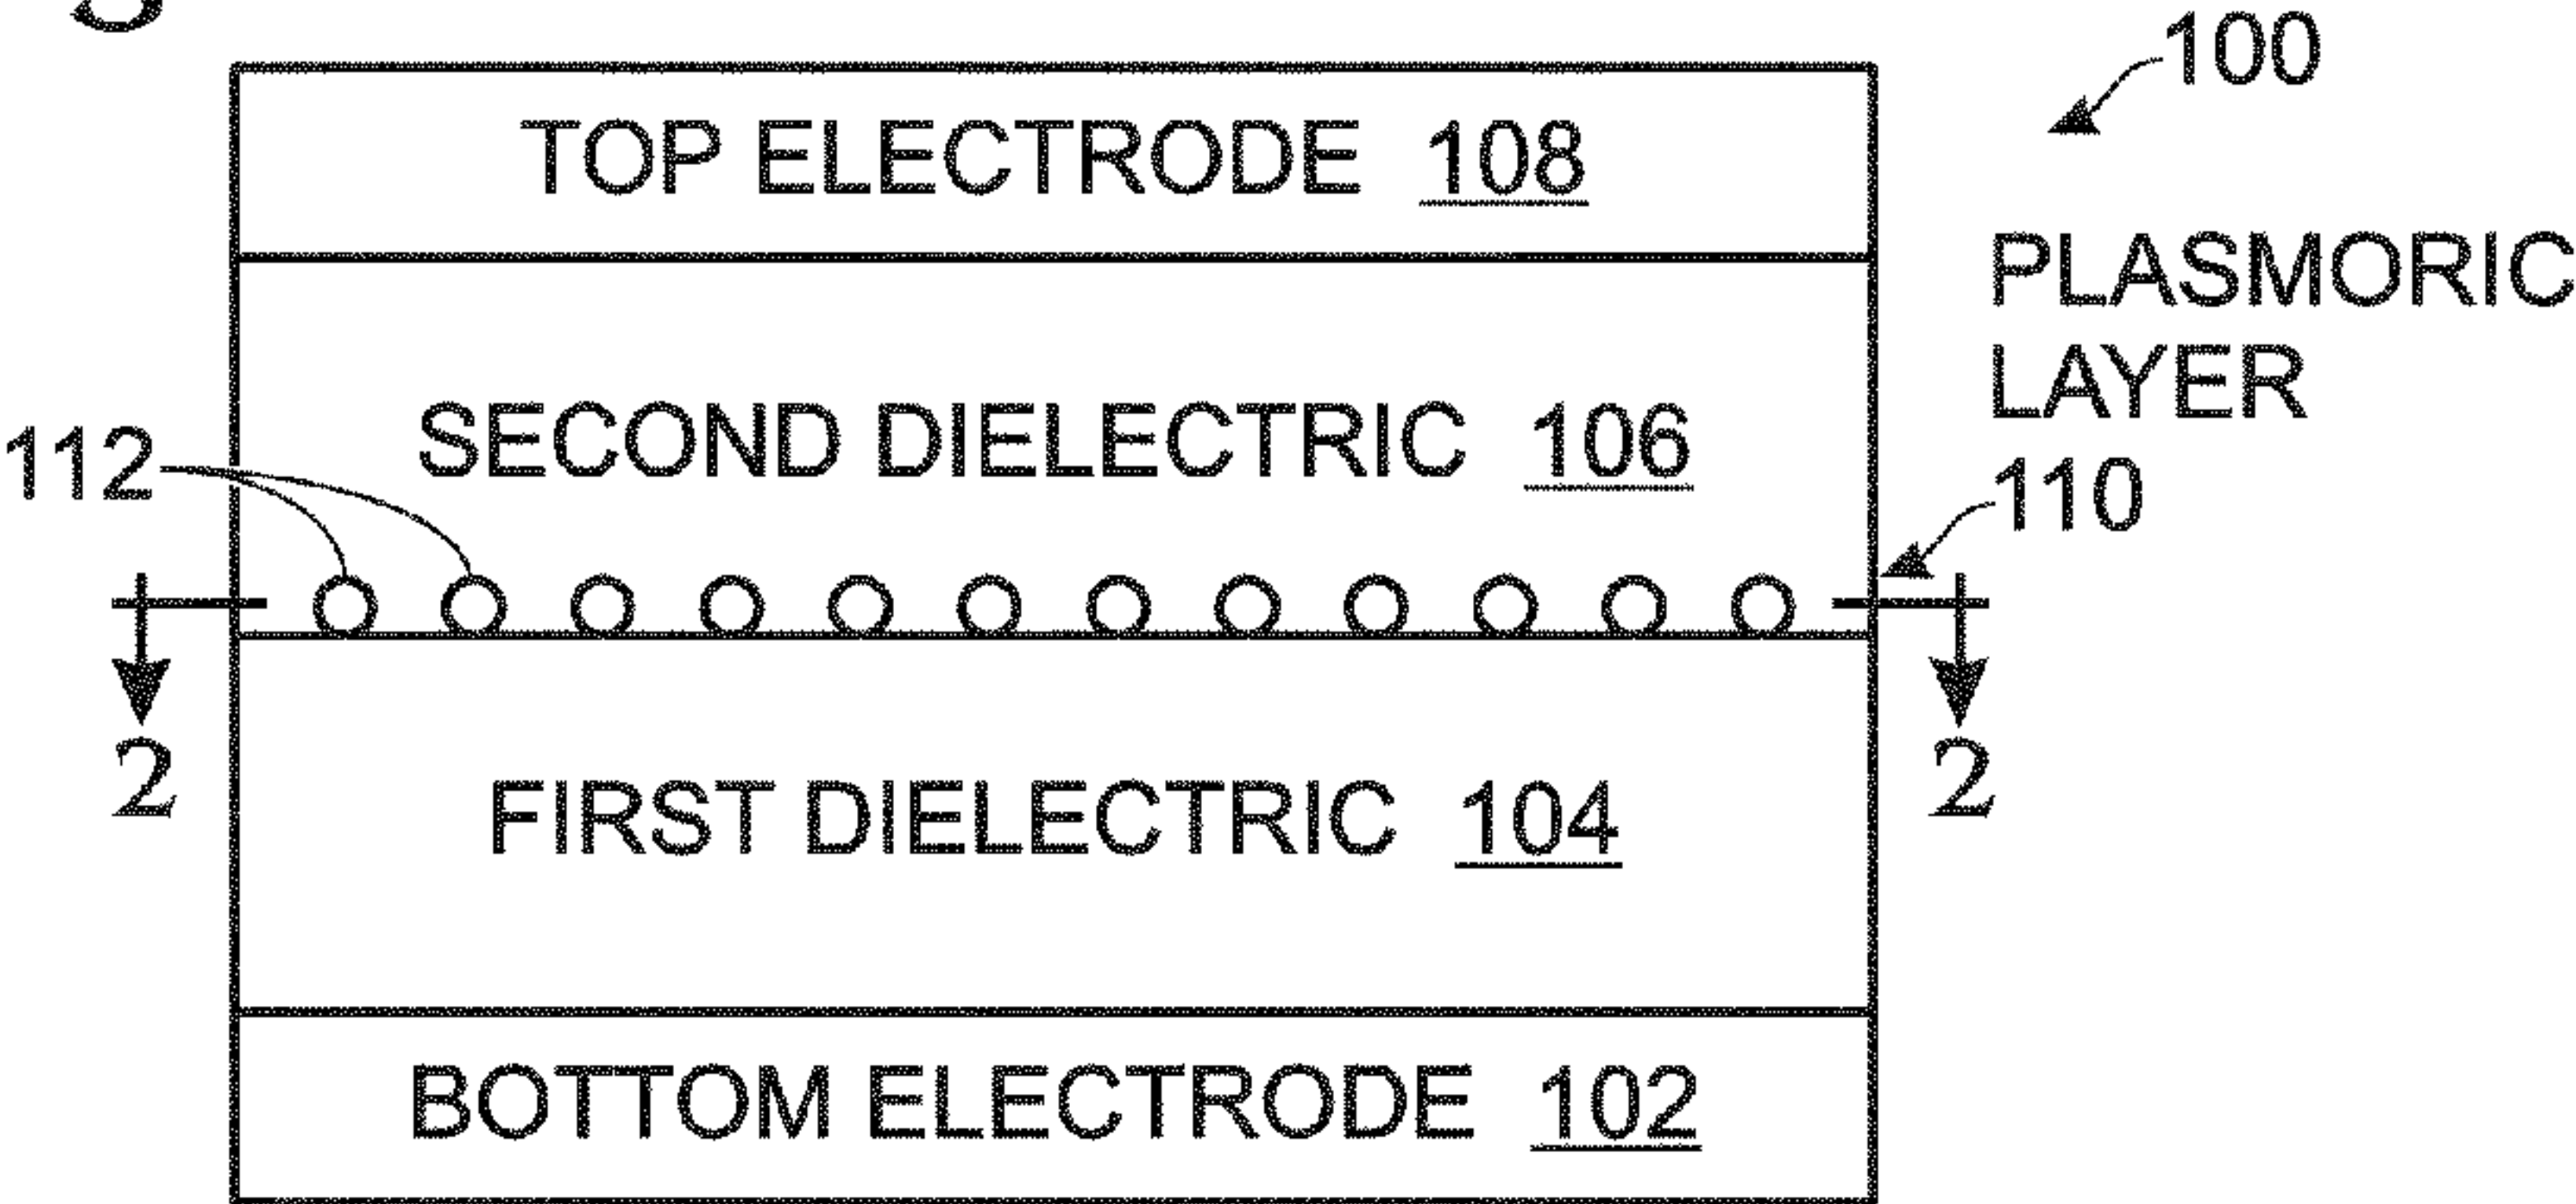 100
TOP ELECTRODE 108
PLASMORIC
LAYER
110
SECOND DIELECTRIC 106
112
2 2
FIRST DIELECTRIC 104
BOTTOM ELECTRODE 102